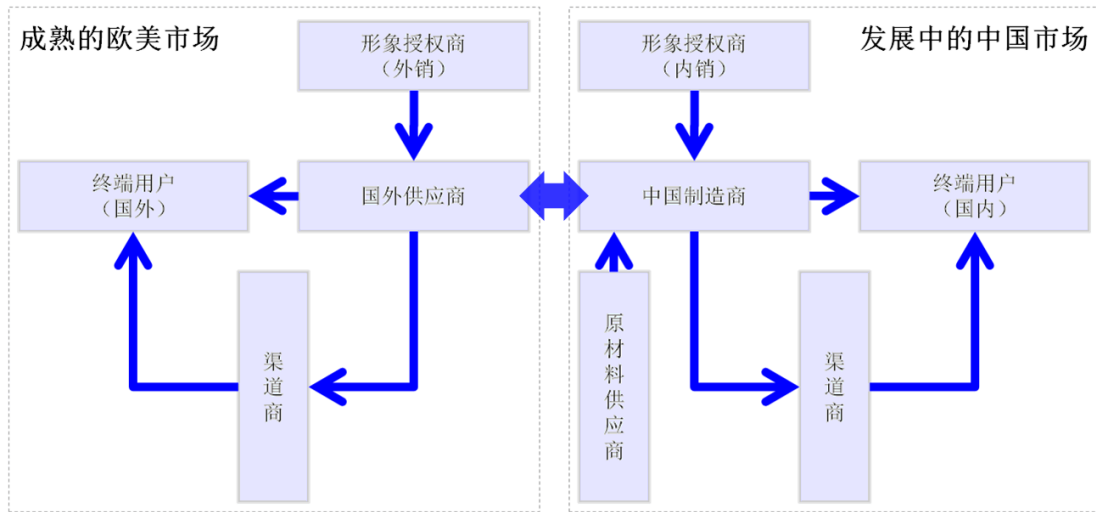 成熟的欧美市场
形象授权商
（外销）
终端用户
（国外）
国外供应商
渠道商
发展中的中国市场
形象授权商
（内销）
中国制造商
终端用户
（国内）
原材料供应商
渠道商